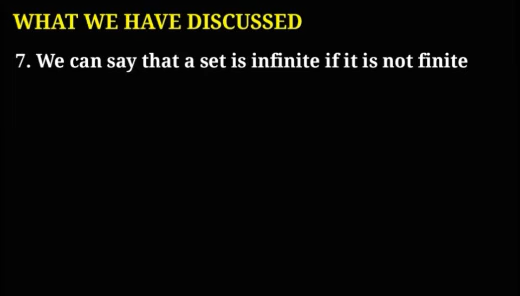 WHAT WE HAVE DISCUSSED
7. We can say that a set is infinite if it is not finite